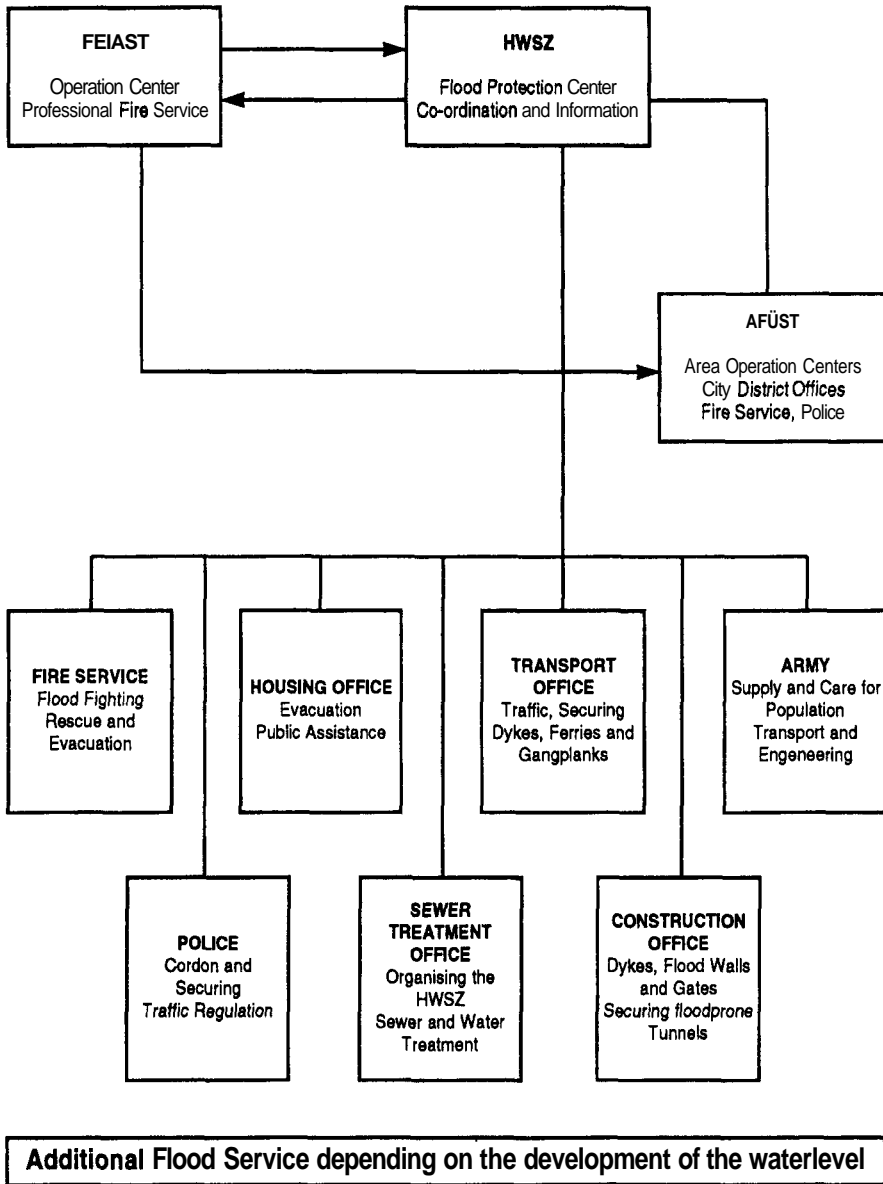 FEIAST
Operation Center
Professional Fire Service
HWSZ
Flood Protection Center
Co-ordination and Information
AFÜST
Area Operation Centers
City District Offices
Fire Service, Police
FIRE SERVICE
Flood Fighting
Rescue and
Evacuation
HOUSING OFFICE
Evacuation
Public Assistance
TRANSPORT
OFFICE
Traffic, Securing
Dykes, Ferries and
Gangplanks
ARMY
Supply and Care for
Population
Transport and
Engeneering
POLICE
Cordon and
Securing
Traffic Regulation
SEWER
TREATMENT
OFFICE
Organising the
HWSZ
Sewer and Water
Treatment
CONSTRUCTION
OFFICE
Dykes, Flood Walls
and Gates
Securing floodprone
Tunnels
Additional Flood Service depending on the development of the waterlevel